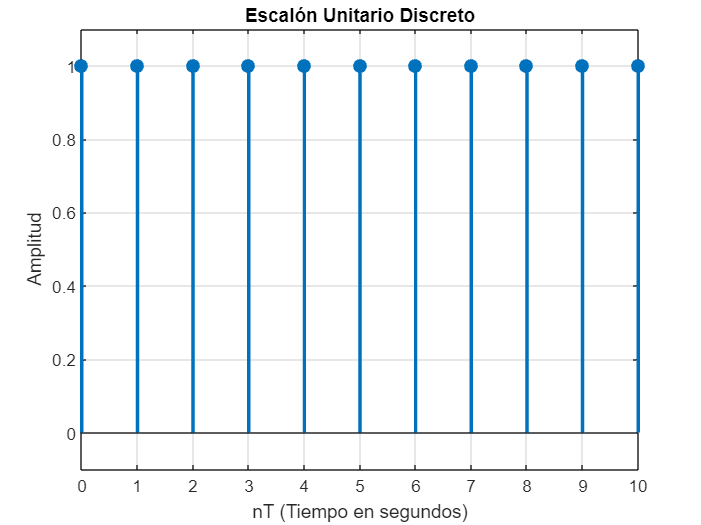 Escalón Unitario Discreto
1
0.8
0.6
0.4
0.2
0
Amplitud
0 1 2 3 4 5 6 7 8 9 10
nT (Tiempo en segundos)